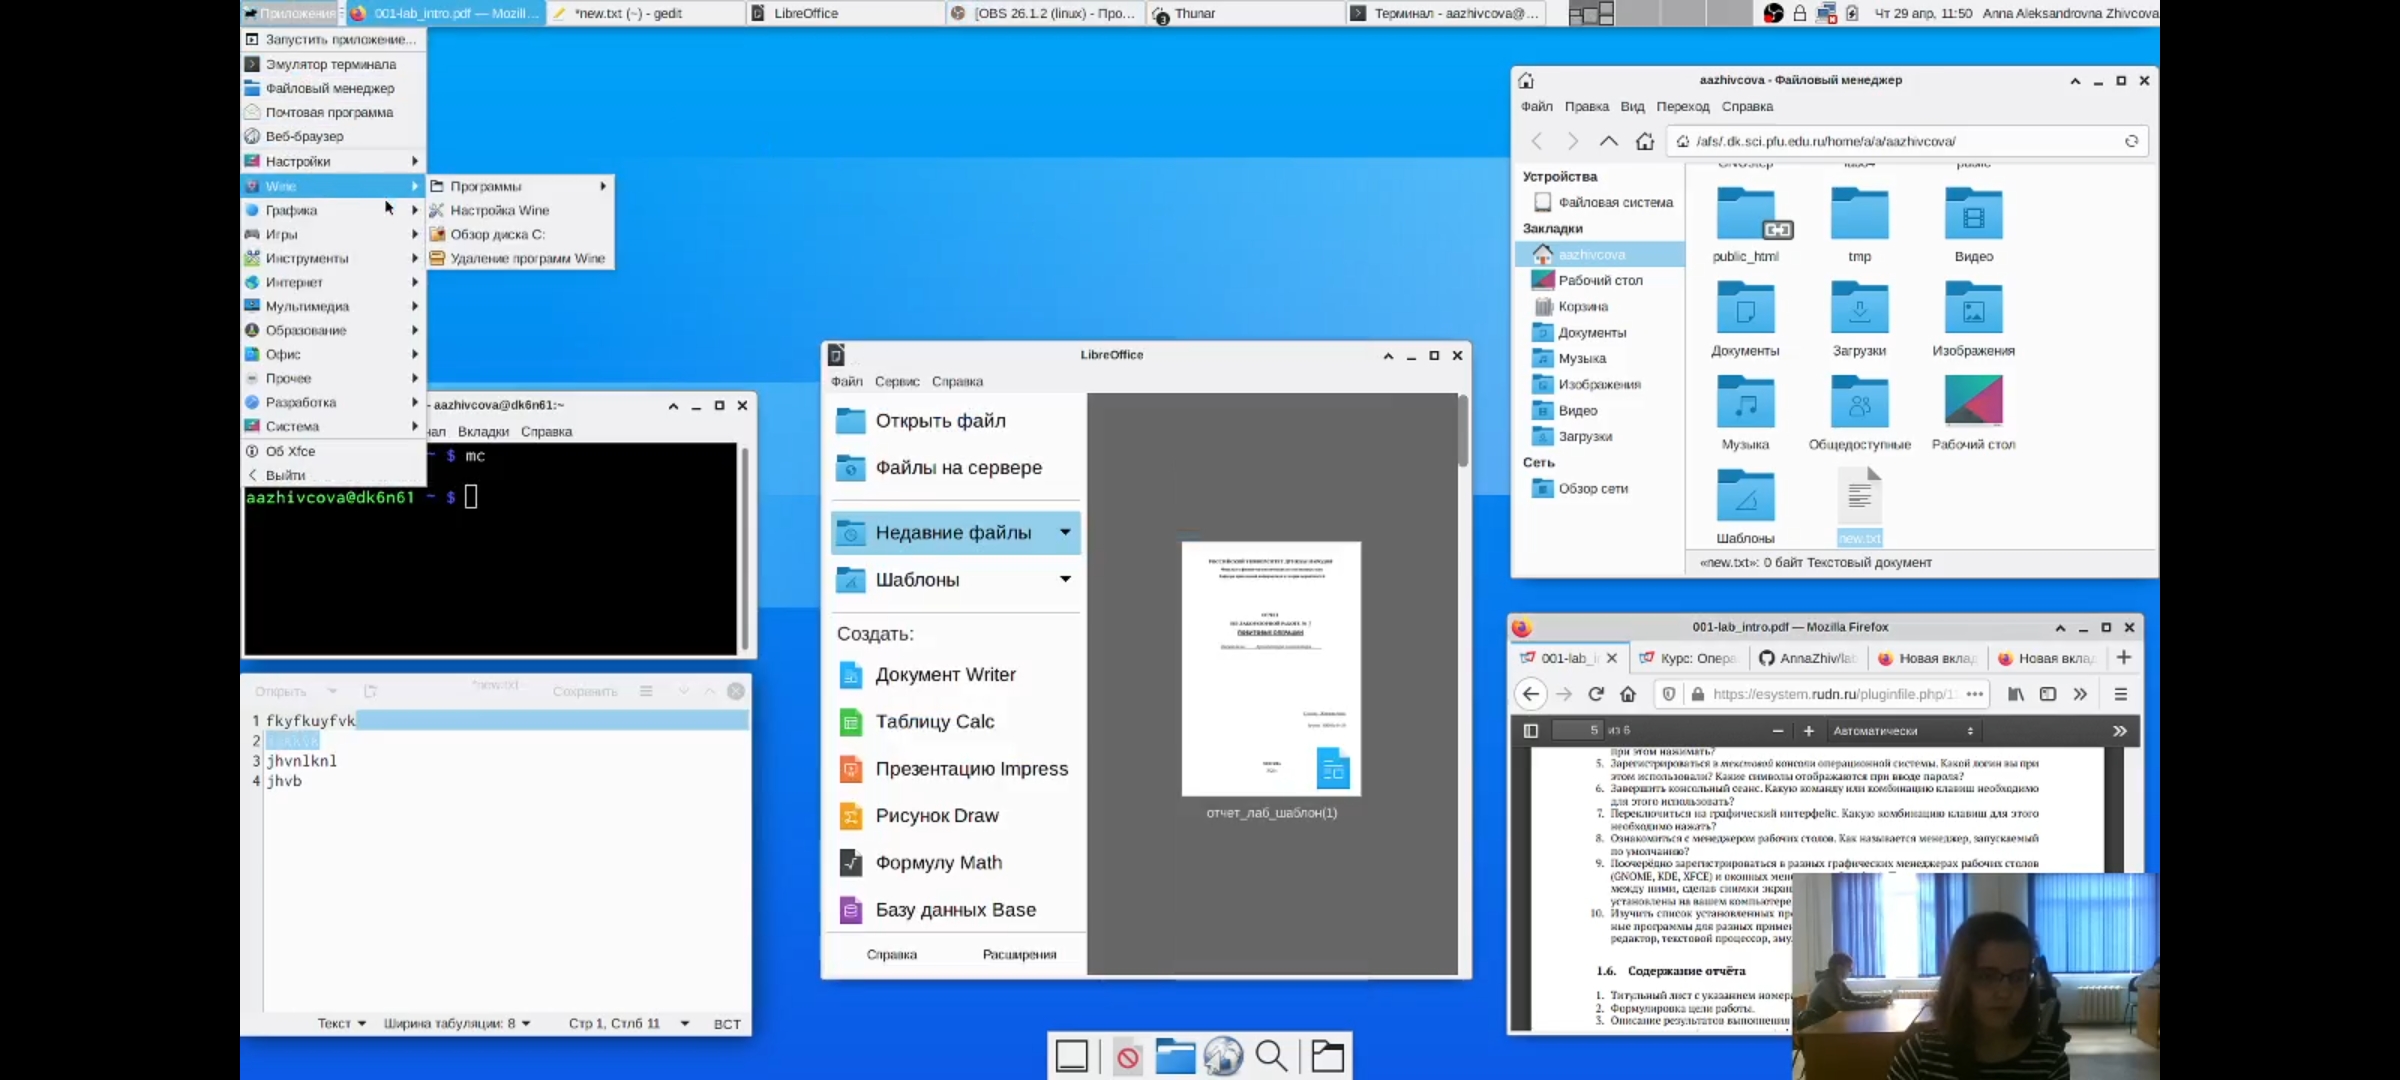 Приложения
001-lab_intro.pdf — Mozill...
*new.txt (~) - gedit
LibreOffice
[OBS 26.1.2 (linux) - Про...
Thunar
Терминал - aazhivcova@...
Чт 29 апр, 11:50
Anna Aleksandrovna Zhivcova
Запустить приложение...
Эмулятор терминала
Файловый менеджер
Почтовая программа
Веб-браузер
Настройки
Wine
Графика
Игры
Инструменты
Интернет
Мультимедиа
Образование
Офис
Прочее
Разработка
Система
Об Xfce
Выйти
Программы
Настройка Wine
Обзор диска C:
Удаление программ Wine
- aazhivcova@dk6n61:~
Вкладки Справка
~ $ mc
aazhivcova@dk6n61 ~ $
Открыть
*new.txt
Сохранить
1 fkyfkuyfvk
2
3 jhvnlknl
4 jhvb
Текст
Ширина табуляции: 8
Стр 1, Стлб 11
ВСТ
LibreOffice
Файл Сервис Справка
Открыть файл
Файлы на сервере
Недавние файлы
Шаблоны
Создать:
Документ Writer
Таблицу Calc
Презентацию Impress
Рисунок Draw
Формулу Math
Базу данных Base
Справка
Расширения
отчет_лаб_шаблон(1)
aazhivcova - Файловый менеджер
Файл Правка Вид Переход Справка
/afs/.dk.sci.pfu.edu.ru/home/a/a/aazhivcova/
Устройства
Файловая система
Закладки
aazhivcova
Рабочий стол
Корзина
Документы
Музыка
Изображения
Видео
Загрузки
Сеть
Обзор сети
public_html
tmp
Видео
Документы
Загрузки
Изображения
Музыка
Общедоступные
Рабочий стол
Шаблоны
new.txt
«new.txt»: 0 байт Текстовый документ
001-lab_intro.pdf — Mozilla Firefox
001-lab_i
Курс: Опера
AnnaZhiv/lab
Новая вклад
Новая вклад
https://esystem.rudn.ru/pluginfile.php/1
5 из 6
Автоматически
при этом нажимать?
5. Зарегистрироваться в текстовой консоли операционной системы. Какой логин вы при
этом использовали? Какие символы отображаются при вводе пароля?
6. Завершить консольный сеанс. Какую команду или комбинацию клавиш необходимо
для этого использовать?
7. Переключиться на графический интерфейс. Какую комбинацию клавиш для этого
необходимо нажать?
8. Ознакомиться с менеджером рабочих столов. Как называется менеджер, запускаемый
по умолчанию?
9. Поочерёдно зарегистрироваться в разных графических менеджерах рабочих столов
(GNOME, KDE, XFCE) и оконных мен
между ними, сделав снимки экран
установлены на вашем компьютере
10. Изучить список установленных пр
ные программы для разных примен
редактор, текстовой процессор, эму
1.6. Содержание отчёта
1. Титульный лист с указанием номер
2. Формулировка цели работы.
3. Описание результатов выполнения